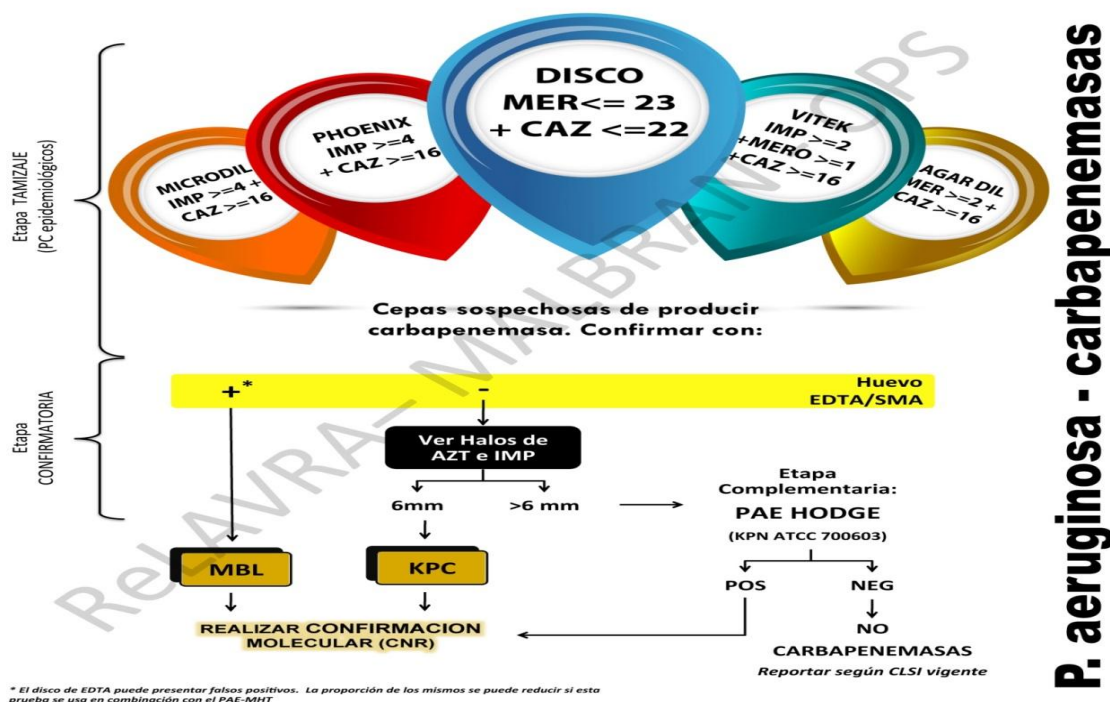 Etapa TAMIZAJE
(PC epidemiológicos)
MICRODIL
IMP >=4 +
CAZ >=16
PHOENIX
IMP >=4
+ CAZ >=16
DISCO
MER<= 23
+ CAZ <=22
VITEK
IMP >=2
+MERO >=1
+CAZ >=16
AGAR DIL
MER >=2 +
CAZ >=16
Cepas sospechosas de producir
carbapenemasa. Confirmar con:
Etapa
CONFIRMATORIA
+*
-
Huevo
EDTA/SMA
Ver Halos de
AZT e IMP
6mm
>6 mm
Etapa
Complementaria:
PAE HODGE
(KPN ATCC 700603)
MBL
KPC
POS
NEG
REALIZAR CONFIRMACION
MOLECULAR (CNR)
NO
CARBAPENEMASAS
Reportar según CLSI vigente
* El disco de EDTA puede presentar falsos positivos. La proporción de los mismos se puede reducir si esta
prueba se usa en combinación con el PAE-MHT
P. aeruginosa - carbapenemasas